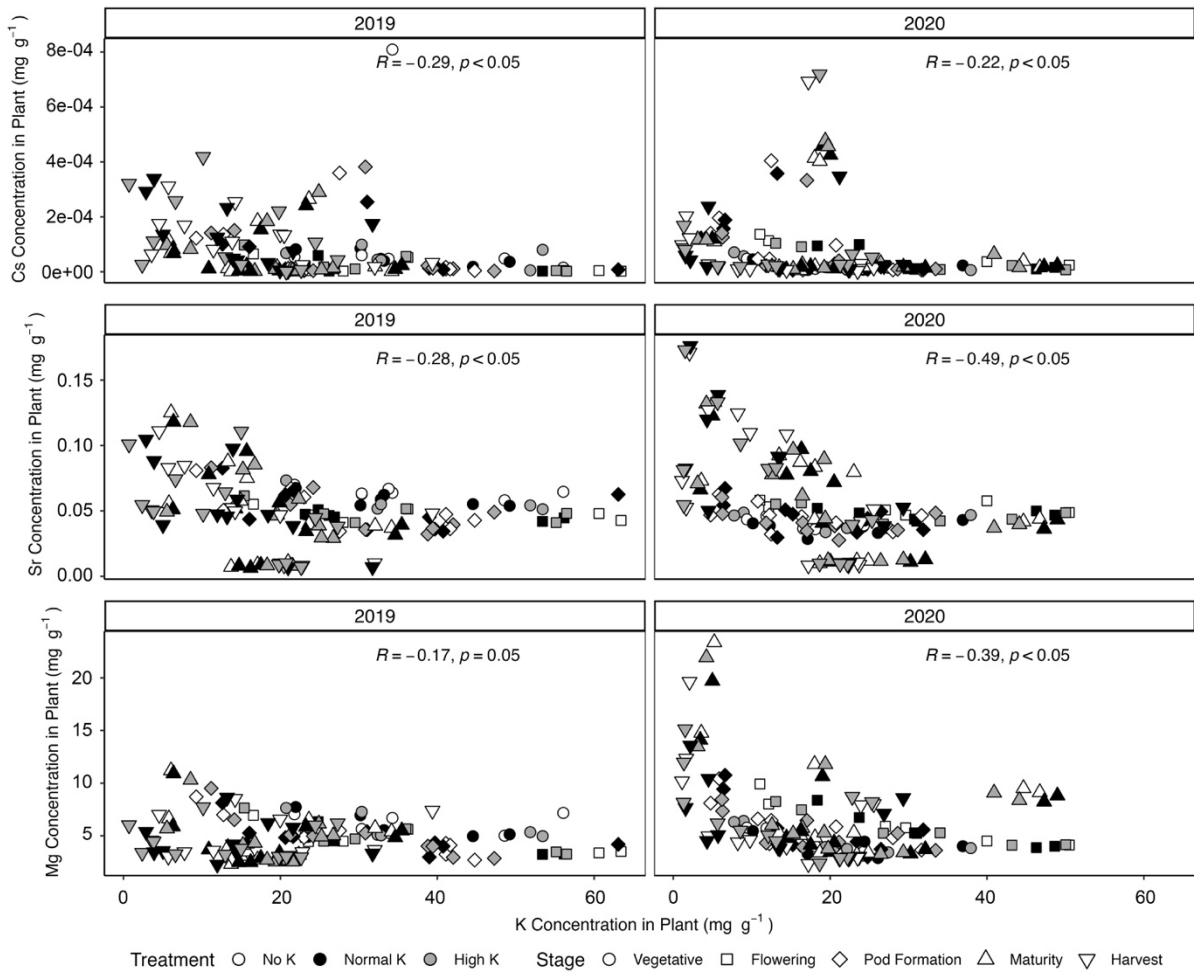 2019 2020
8e-04
6e-04
4e-04
2e-04
0e+00
Cs Concentration in Plant (mg g⁻¹)
R = −0.29, p < 0.05
R = −0.22, p < 0.05
2019 2020
0.15
0.10
0.05
0.00
Sr Concentration in Plant (mg g⁻¹)
R = −0.28, p < 0.05
R = −0.49, p < 0.05
2019 2020
20
15
10
5
Mg Concentration in Plant (mg g⁻¹)
R = −0.17, p = 0.05
R = −0.39, p < 0.05
0 20 40 60 0 20 40 60
K Concentration in Plant (mg g⁻¹)
Treatment No K Normal K High K Stage Vegetative Flowering Pod Formation Maturity Harvest